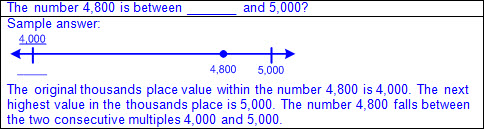 The number 4,800 is between ______ and 5,000?
Sample answer:
4,000
_____ 4,800 5,000
The original thousands place value within the number 4,800 is 4,000. The next
highest value in the thousands place is 5,000. The number 4,800 falls between
the two consecutive multiples 4,000 and 5,000.